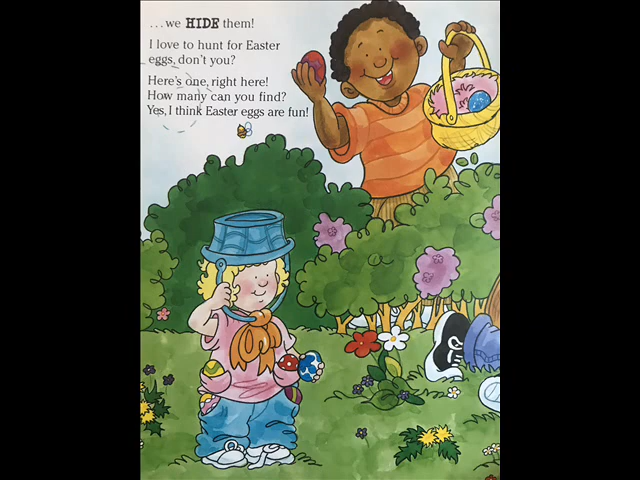 ...we HIDE them!
I love to hunt for Easter
eggs, don't you?
Here's one, right here!
How many can you find?
Yes, I think Easter eggs are fun!